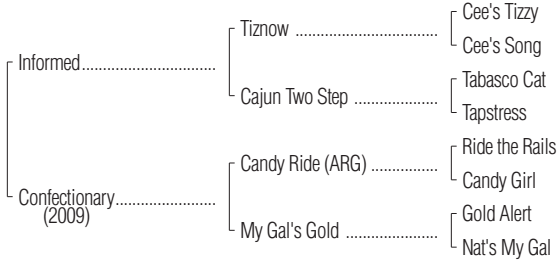 Cee's Tizzy
Tiznow ................................
Cee's Song
Informed..............................
Tabasco Cat
Cajun Two Step ...................
Tapstress
Ride the Rails
Candy Ride (ARG) ...............
Candy Girl
Confectionary......................
(2009)
Gold Alert
My Gal's Gold .....................
Nat's My Gal